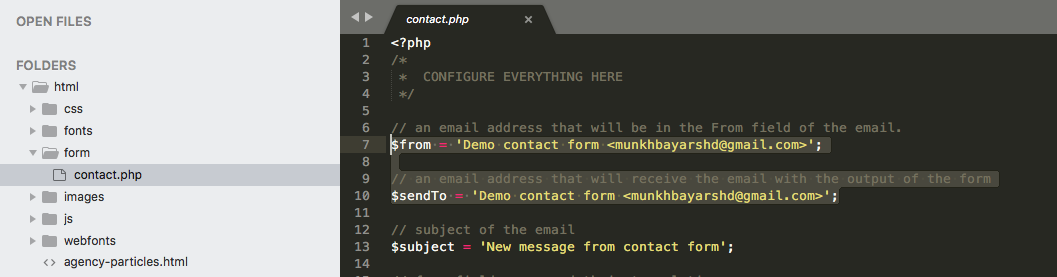 OPEN FILES
FOLDERS
html
css
fonts
form
contact.php
images
js
webfonts
agency-particles.html
contact.php
1 <?php
2 /*
3 * CONFIGURE EVERYTHING HERE
4 */
5
6 // an email address that will be in the From field of the email.
7 $from = 'Demo contact form <munkhbayarshd@gmail.com>';
8
9 // an email address that will receive the email with the output of the form
10 $sendTo = 'Demo contact form <munkhbayarshd@gmail.com>';
11
12 // subject of the email
13 $subject = 'New message from contact form';
14